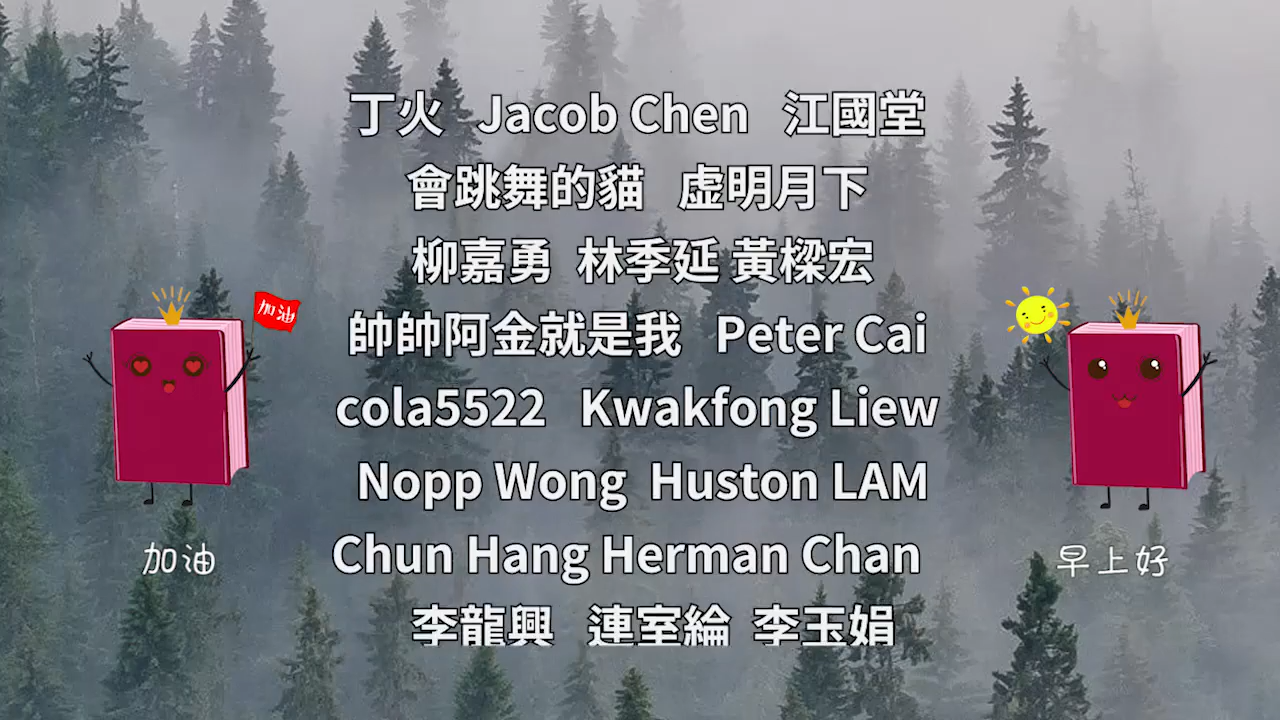 丁火 Jacob Chen 江國堂
會跳舞的貓 虛明月下
柳嘉勇 林季延 黃樑宏
帥帥阿金就是我 Peter Cai
cola5522 Kwakfong Liew
Nopp Wong Huston LAM
Chun Hang Herman Chan
李龍興 連室綸 李玉娟
加油
加油
早上好